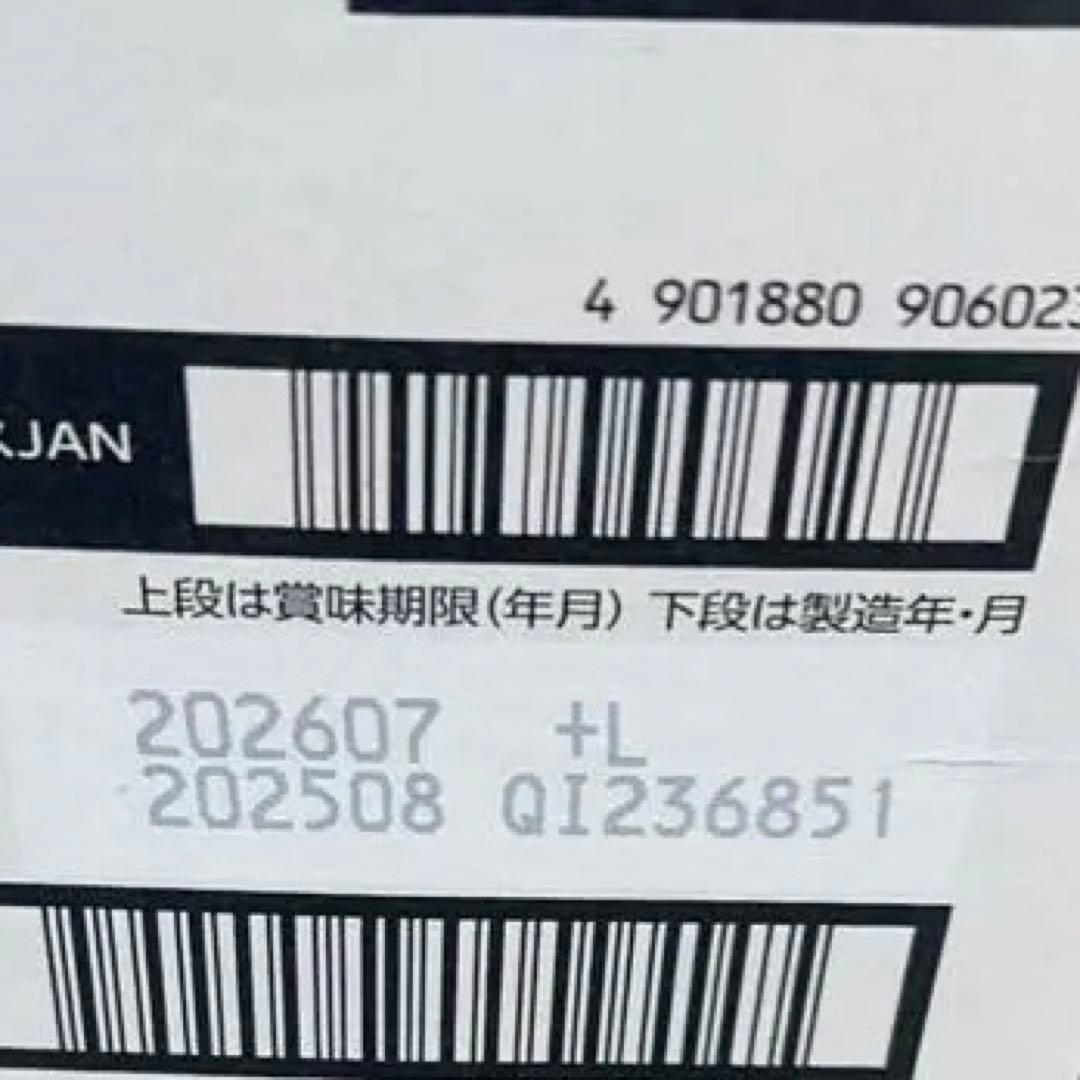 4 901880 906023
JAN
上段は賞味期限(年月) 下段は製造年・月
202607 +L
202508 QI236851